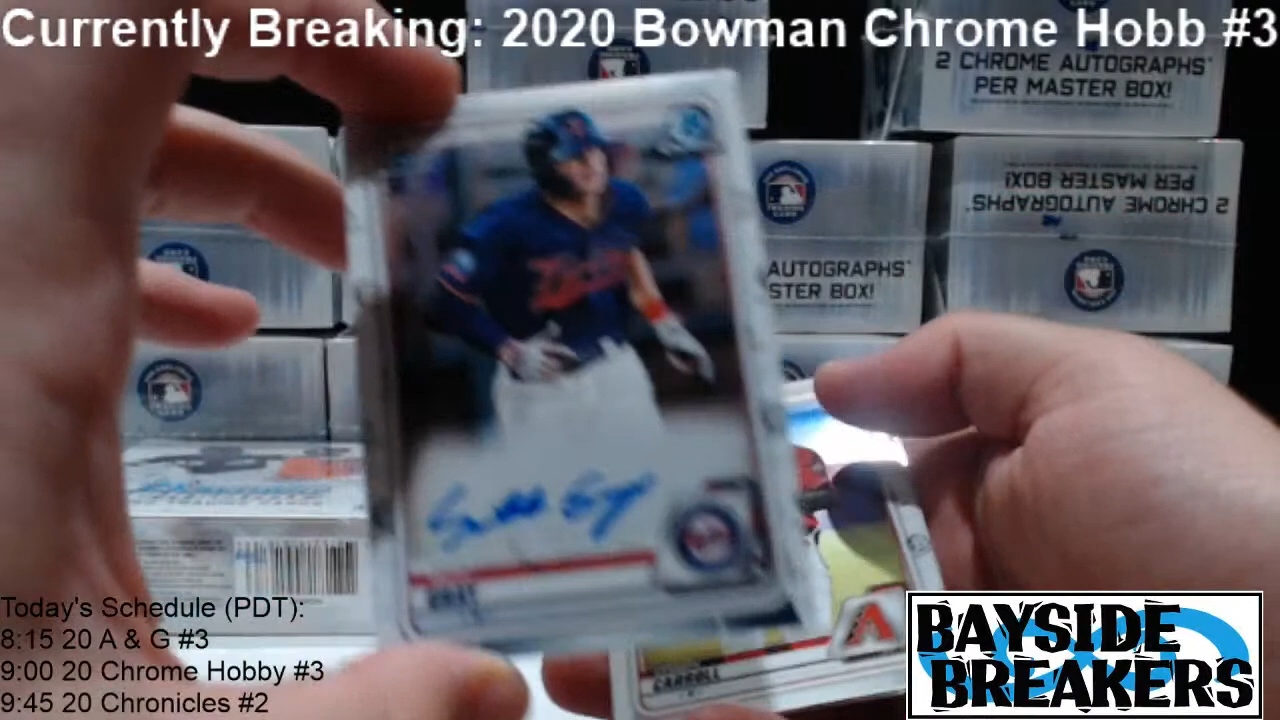 Currently Breaking: 2020 Bowman Chrome Hobb #3
2 CHROME AUTOGRAPHS*
PER MASTER BOX!
2 CHROME AUTOGRAPHS*
PER MASTER BOX!
AUTOGRAPHS*
STER BOX!
CARROLL
A
Today's Schedule (PDT):
8:15 20 A & G #3
9:00 20 Chrome Hobby #3
9:45 20 Chronicles #2
BAYSIDE
BREAKERS